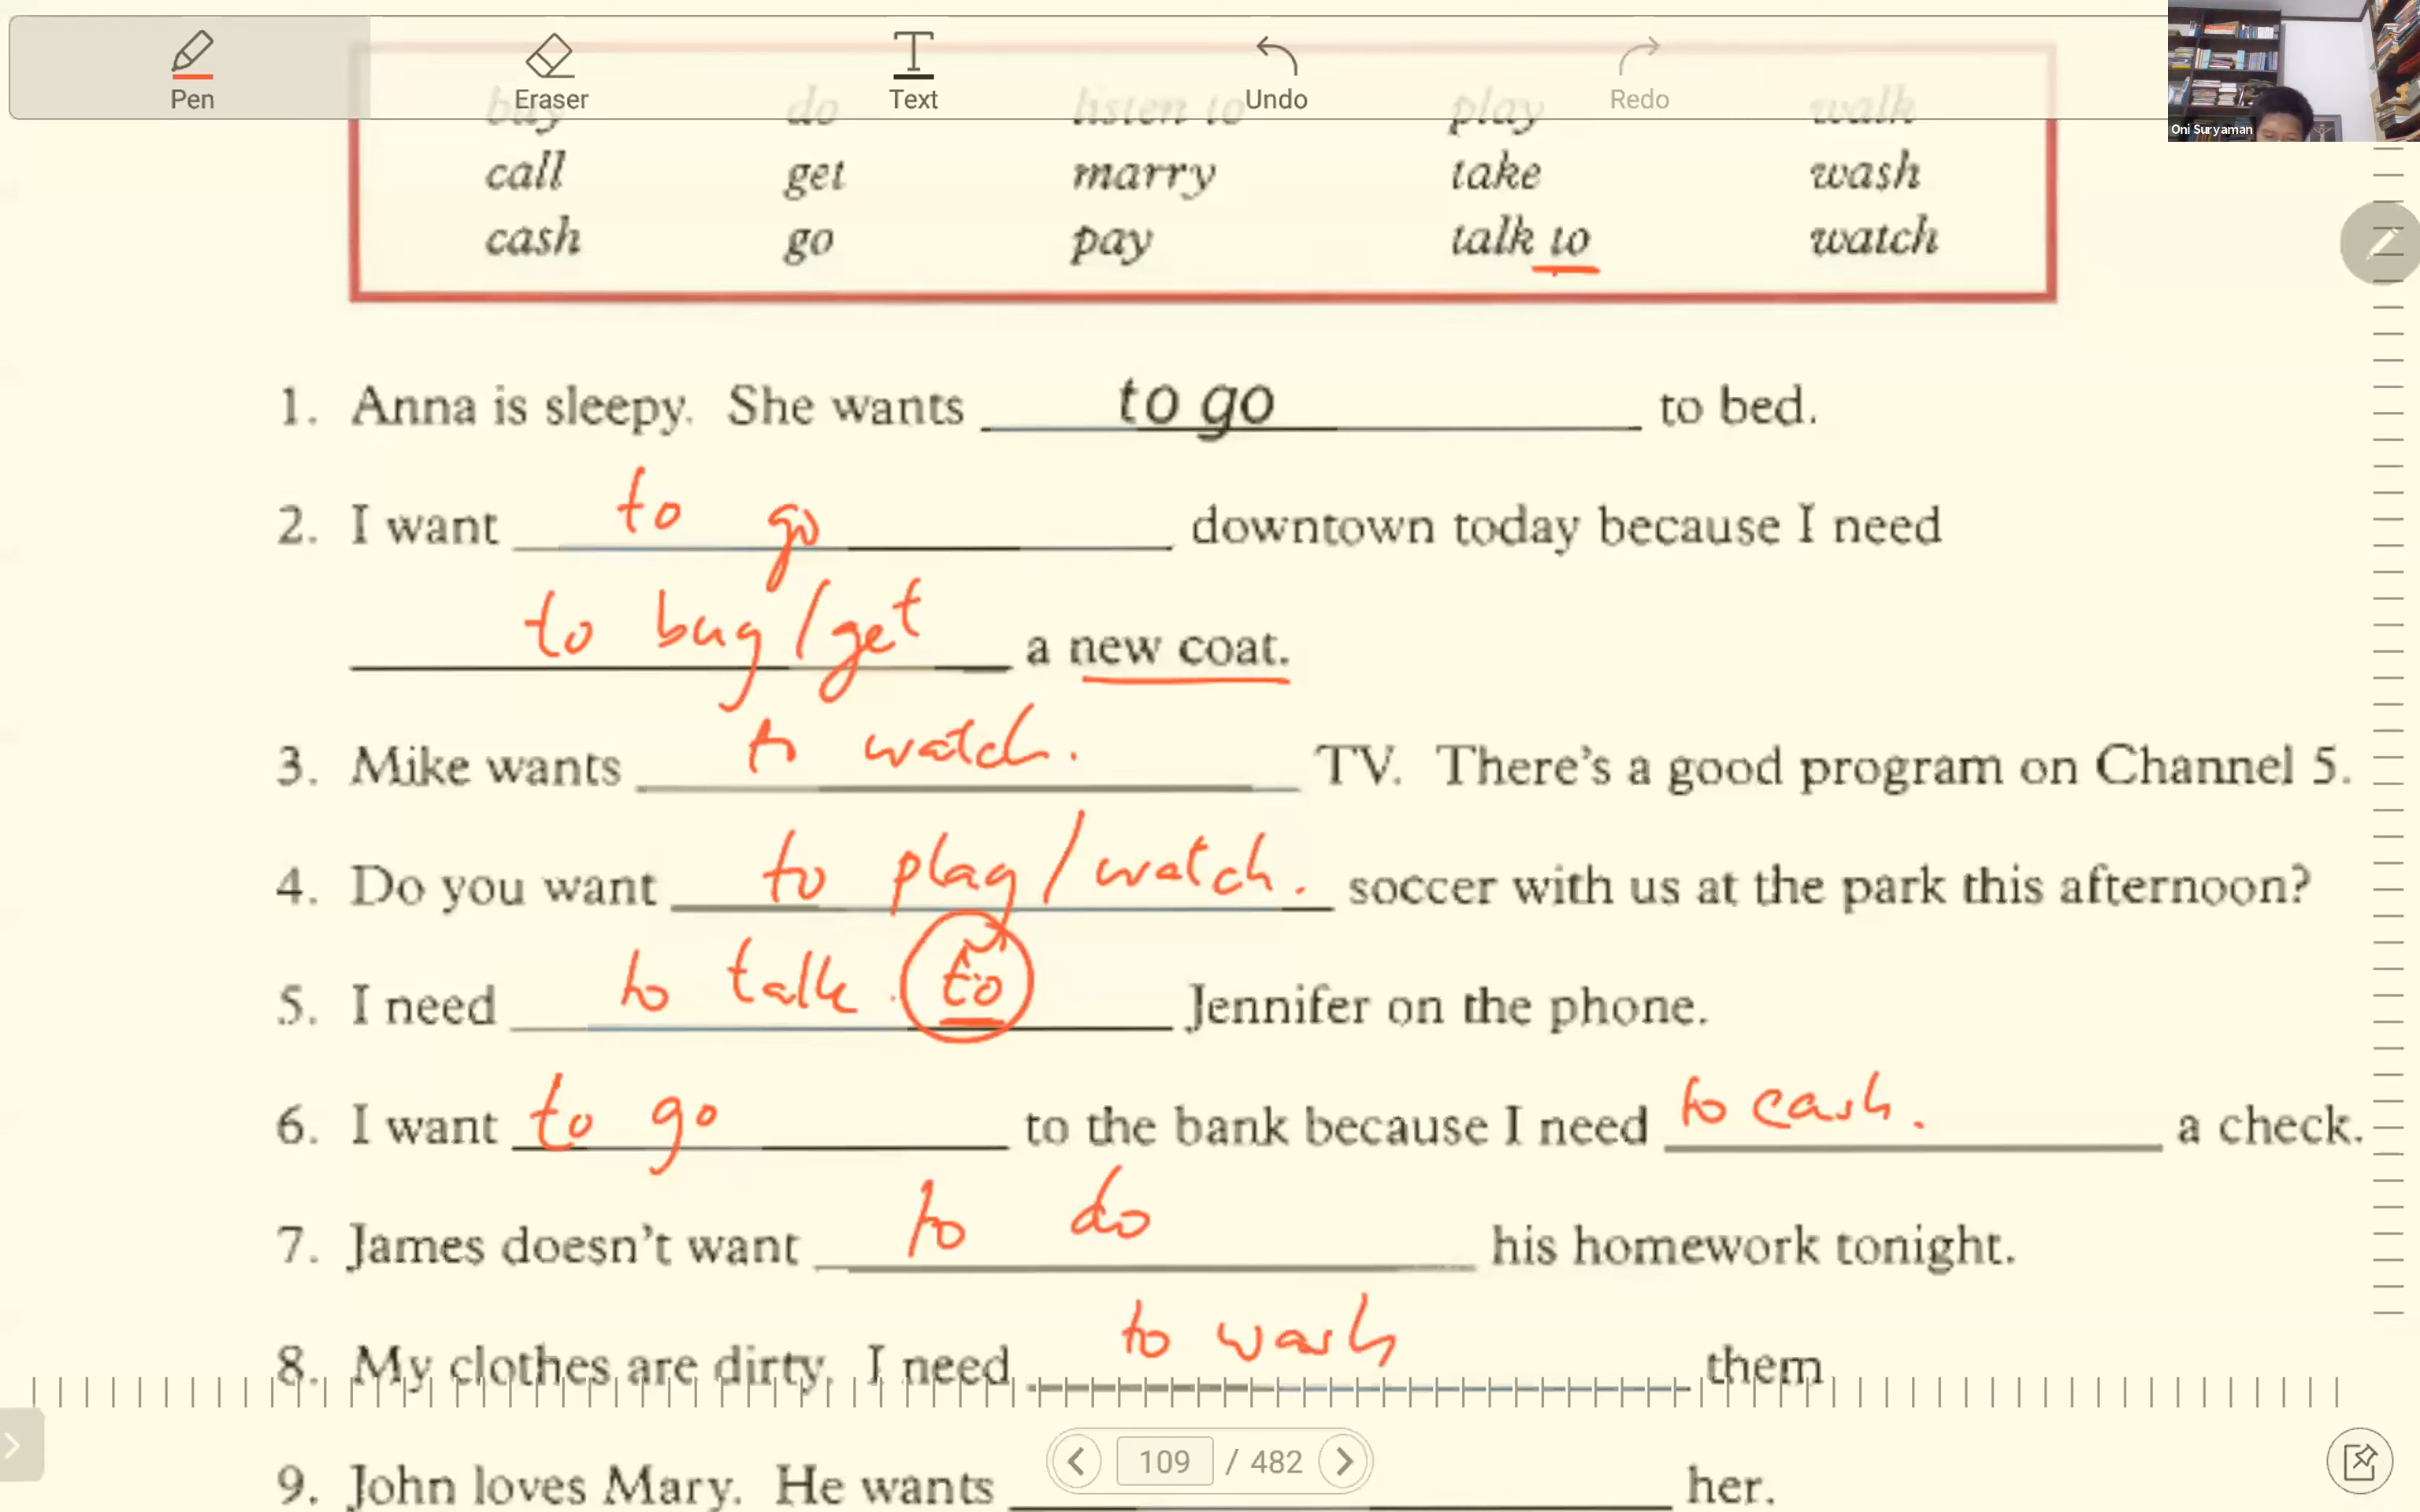 Pen Eraser Text Undo Redo
Oni Suryaman
buy do listen to play walk
call get marry take wash
cash go pay talk to watch
1. Anna is sleepy. She wants to go to bed.
2. I want to go downtown today because I need
to buy/get a new coat.
3. Mike wants to watch. TV. There's a good program on Channel 5.
4. Do you want to play/watch. soccer with us at the park this afternoon?
5. I need to talk to Jennifer on the phone.
6. I want to go to the bank because I need to cash. a check.
7. James doesn't want to do his homework tonight.
8. My clothes are dirty. I need to wash them
9. John loves Mary. He wants her.
109 / 482